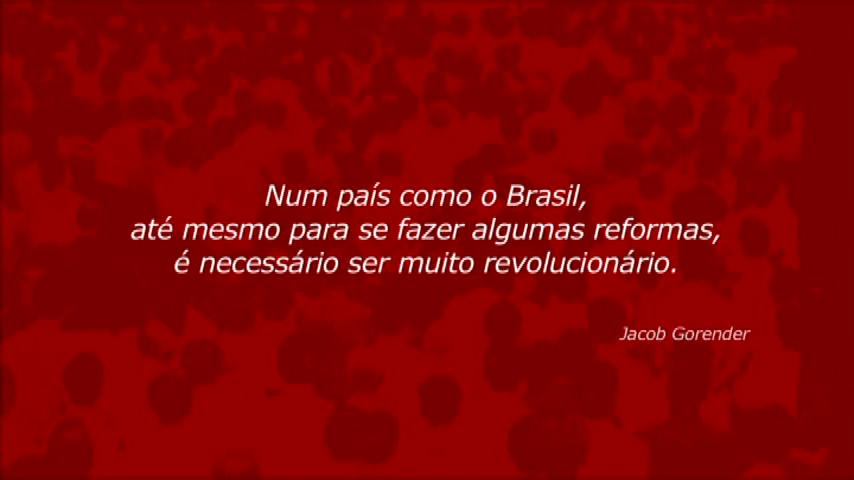 Num país como o Brasil,
até mesmo para se fazer algumas reformas,
é necessário ser muito revolucionário.
Jacob Gorender